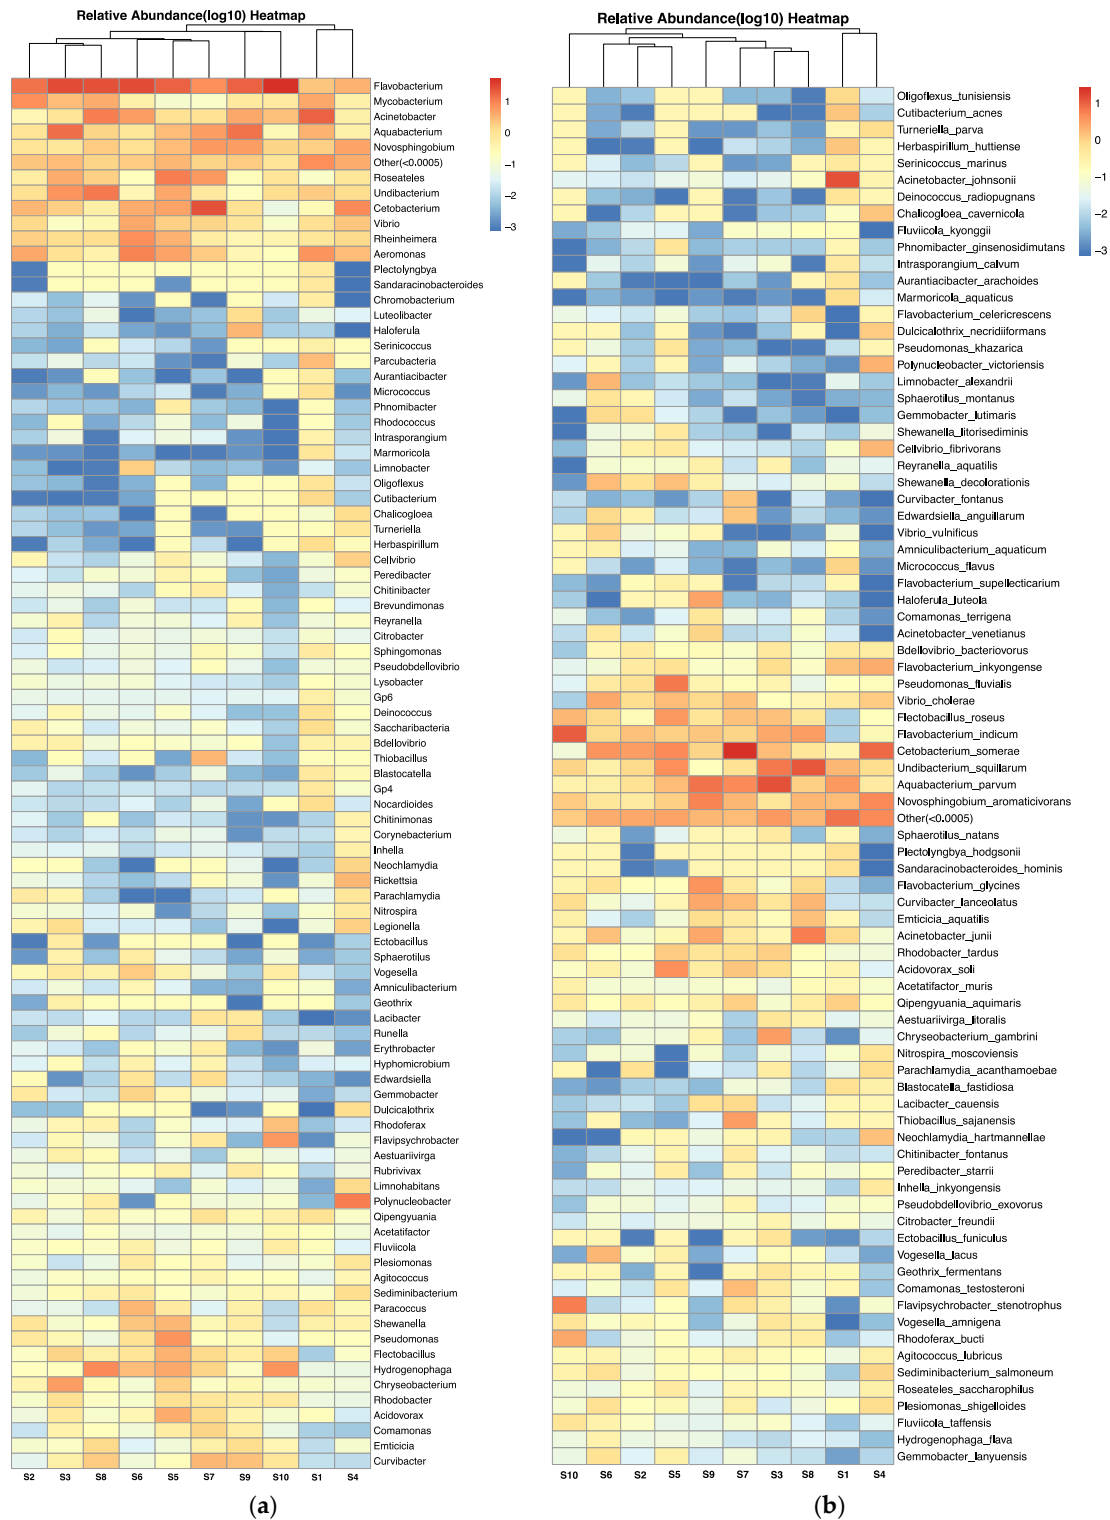 Relative Abundance(log10) Heatmap
Flavobacterium
Mycobacterium
Acinetobacter
Aquabacterium
Novosphingobium
Other(<0.0005)
Roseateles
Undibacterium
Cetobacterium
Vibrio
Rheinheimera
Aeromonas
Plectolyngbya
Sandaracinobacteroides
Chromobacterium
Luteolibacter
Haloferula
Serinicoccus
Parcubacteria
Aurantiacibacter
Micrococcus
Phnomibacter
Rhodococcus
Intrasporangium
Marmoricola
Limnobacter
Oligoflexus
Cutibacterium
Chalicogloea
Turneriella
Herbaspirillum
Cellvibrio
Peredibacter
Chitinibacter
Brevundimonas
Reyranella
Citrobacter
Sphingomonas
Pseudobdellovibrio
Lysobacter
Gp6
Deinococcus
Saccharibacteria
Bdellovibrio
Thiobacillus
Blastocatella
Gp4
Nocardioides
Chitinimonas
Corynebacterium
Inhella
Neochlamydia
Rickettsia
Parachlamydia
Nitrospira
Legionella
Ectobacillus
Sphaerotilus
Vogesella
Amniculibacterium
Geothrix
Lacibacter
Runella
Erythrobacter
Hyphomicrobium
Edwardsiella
Gemmobacter
Dulcicalothrix
Rhodoferax
Flavipsychrobacter
Aestuariivirga
Rubrivivax
Limnohabitans
Polynucleobacter
Qipengyuania
Acetatifactor
Fluviicola
Plesiomonas
Agitococcus
Sediminibacterium
Paracoccus
Shewanella
Pseudomonas
Flectobacillus
Hydrogenophaga
Chryseobacterium
Rhodobacter
Acidovorax
Comamonas
Emticicia
Curvibacter
1
0
−1
−2
−3
S2 S3 S8 S6 S5 S7 S9 S10 S1 S4
(a)
Relative Abundance(log10) Heatmap
Oligoflexus_tunisiensis
Cutibacterium_acnes
Turneriella_parva
Herbaspirillum_huttiense
Serinicoccus_marinus
Acinetobacter_johnsonii
Deinococcus_radiopugnans
Chalicogloea_cavernicola
Fluviicola_kyonggii
Phnomibacter_ginsenosidimutans
Intrasporangium_calvum
Aurantiacibacter_arachoides
Marmoricola_aquaticus
Flavobacterium_celericrescens
Dulcicalothrix_necridiiformans
Pseudomonas_khazarica
Polynucleobacter_victoriensis
Limnobacter_alexandrii
Sphaerotilus_montanus
Gemmobacter_lutimaris
Shewanella_litorisediminis
Cellvibrio_fibrivorans
Reyranella_aquatilis
Shewanella_decolorationis
Curvibacter_fontanus
Edwardsiella_anguillarum
Vibrio_vulnificus
Amniculibacterium_aquaticum
Micrococcus_flavus
Flavobacterium_supellecticarium
Haloferula_luteola
Comamonas_terrigena
Acinetobacter_venetianus
Bdellovibrio_bacteriovorus
Flavobacterium_inkyongense
Pseudomonas_fluvialis
Vibrio_cholerae
Flectobacillus_roseus
Flavobacterium_indicum
Cetobacterium_somerae
Undibacterium_squillarum
Aquabacterium_parvum
Novosphingobium_aromaticivorans
Other(<0.0005)
Sphaerotilus_natans
Plectolyngbya_hodgsonii
Sandaracinobacteroides_hominis
Flavobacterium_glycines
Curvibacter_lanceolatus
Emticicia_aquatilis
Acinetobacter_junii
Rhodobacter_tardus
Acidovorax_soli
Acetatifactor_muris
Qipengyuania_aquimaris
Aestuariivirga_litoralis
Chryseobacterium_gambrini
Nitrospira_moscoviensis
Parachlamydia_acanthamoebae
Blastocatella_fastidiosa
Lacibacter_cauensis
Thiobacillus_sajanensis
Neochlamydia_hartmannellae
Chitinibacter_fontanus
Peredibacter_starrii
Inhella_inkyongensis
Pseudobdellovibrio_exovorus
Citrobacter_freundii
Ectobacillus_funiculus
Vogesella_lacus
Geothrix_fermentans
Comamonas_testosteroni
Flavipsychrobacter_stenotrophus
Vogesella_amnigena
Rhodoferax_bucti
Agitococcus_lubricus
Sediminibacterium_salmoneum
Roseateles_saccharophilus
Plesiomonas_shigelloides
Fluviicola_taffensis
Hydrogenophaga_flava
Gemmobacter_lanyuensis
1
0
−1
−2
−3
S10 S6 S2 S5 S9 S7 S3 S8 S1 S4
(b)